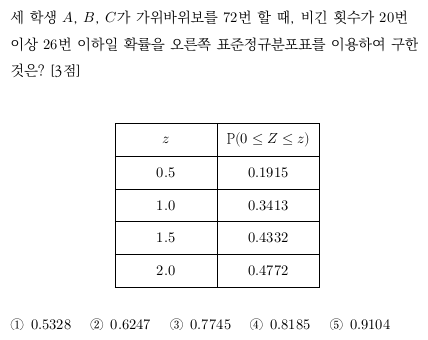 세 학생 A, B, C가 가위바위보를 72번 할 때, 비긴 횟수가 20번
이상 26번 이하일 확률을 오른쪽 표준정규분포표를 이용하여 구한
것은? [3점]
z P(0 ≤ Z ≤ z)
0.5 0.1915
1.0 0.3413
1.5 0.4332
2.0 0.4772
① 0.5328 ② 0.6247 ③ 0.7745 ④ 0.8185 ⑤ 0.9104